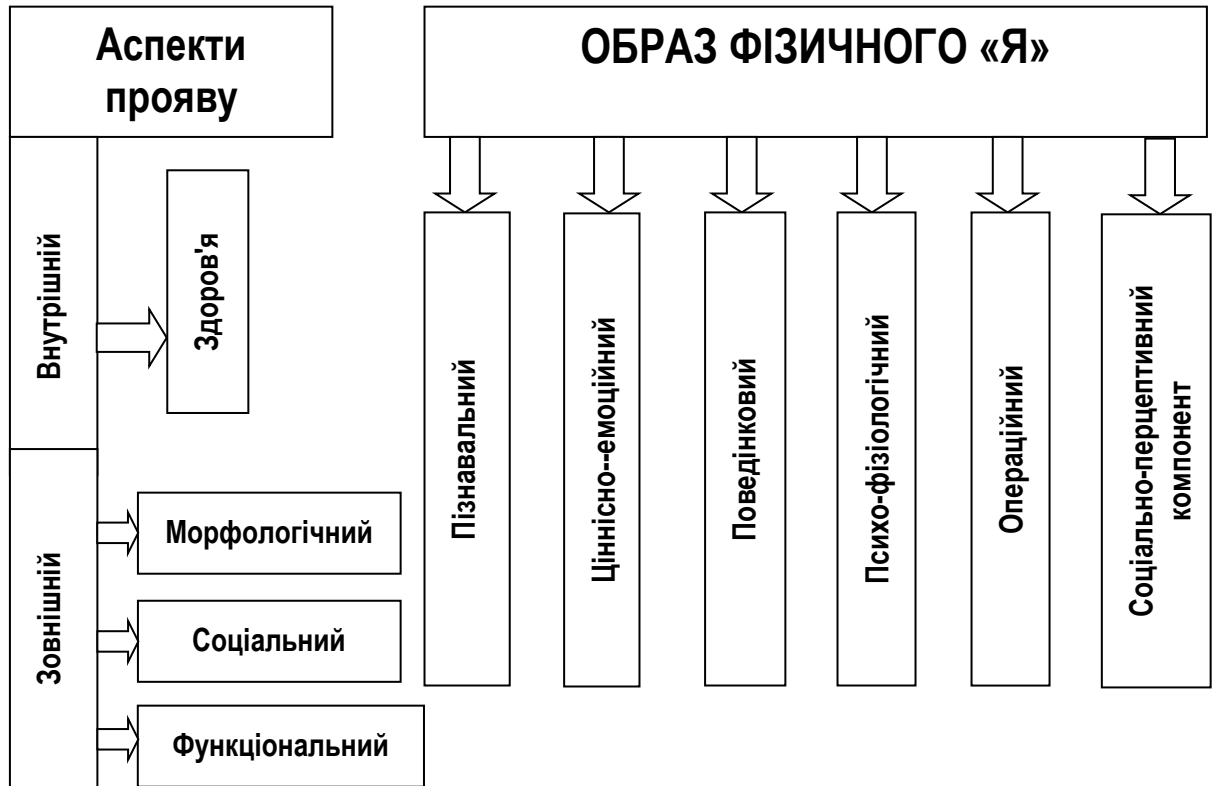 Аспекти
прояву
ОБРАЗ ФІЗИЧНОГО «Я»
Внутрішній
Здоров'я
Зовнішній
Морфологічний
Соціальний
Функціональний
Пізнавальний
Ціннісно--емоційний
Поведінковий
Психо-фізіологічний
Операційний
Соціально-перцептивний
компонент